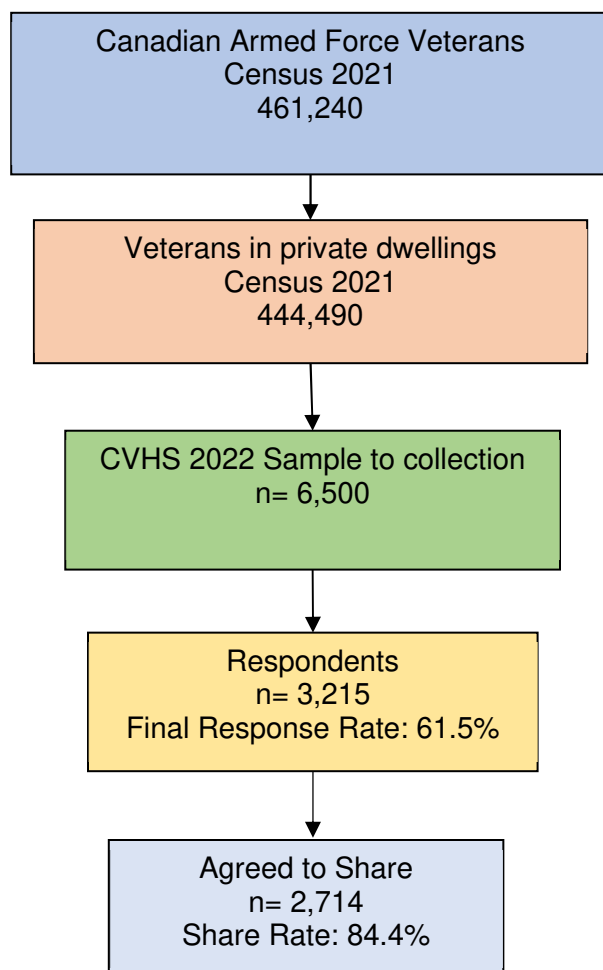 Canadian Armed Force Veterans
Census 2021
461,240
Veterans in private dwellings
Census 2021
444,490
CVHS 2022 Sample to collection
n= 6,500
Respondents
n= 3,215
Final Response Rate: 61.5%
Agreed to Share
n= 2,714
Share Rate: 84.4%